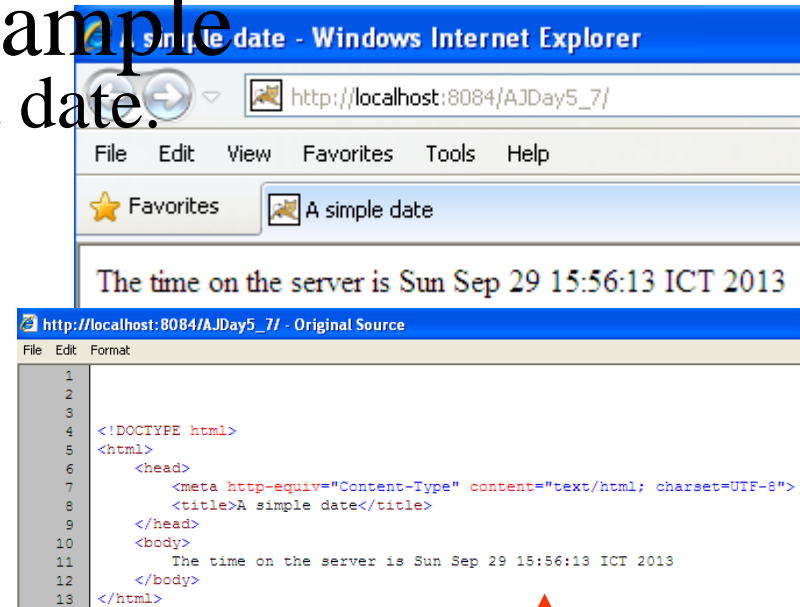 ample
date.
A simple date - Windows Internet Explorer
http://localhost:8084/AJDay5_7/
File Edit View Favorites Tools Help
Favorites A simple date
The time on the server is Sun Sep 29 15:56:13 ICT 2013
http://localhost:8084/AJDay5_7/ - Original Source
File Edit Format
1
2
3
4 <!DOCTYPE html>
5 <html>
6 <head>
7 <meta http-equiv="Content-Type" content="text/html; charset=UTF-8">
8 <title>A simple date</title>
9 </head>
10 <body>
11 The time on the server is Sun Sep 29 15:56:13 ICT 2013
12 </body>
13 </html>